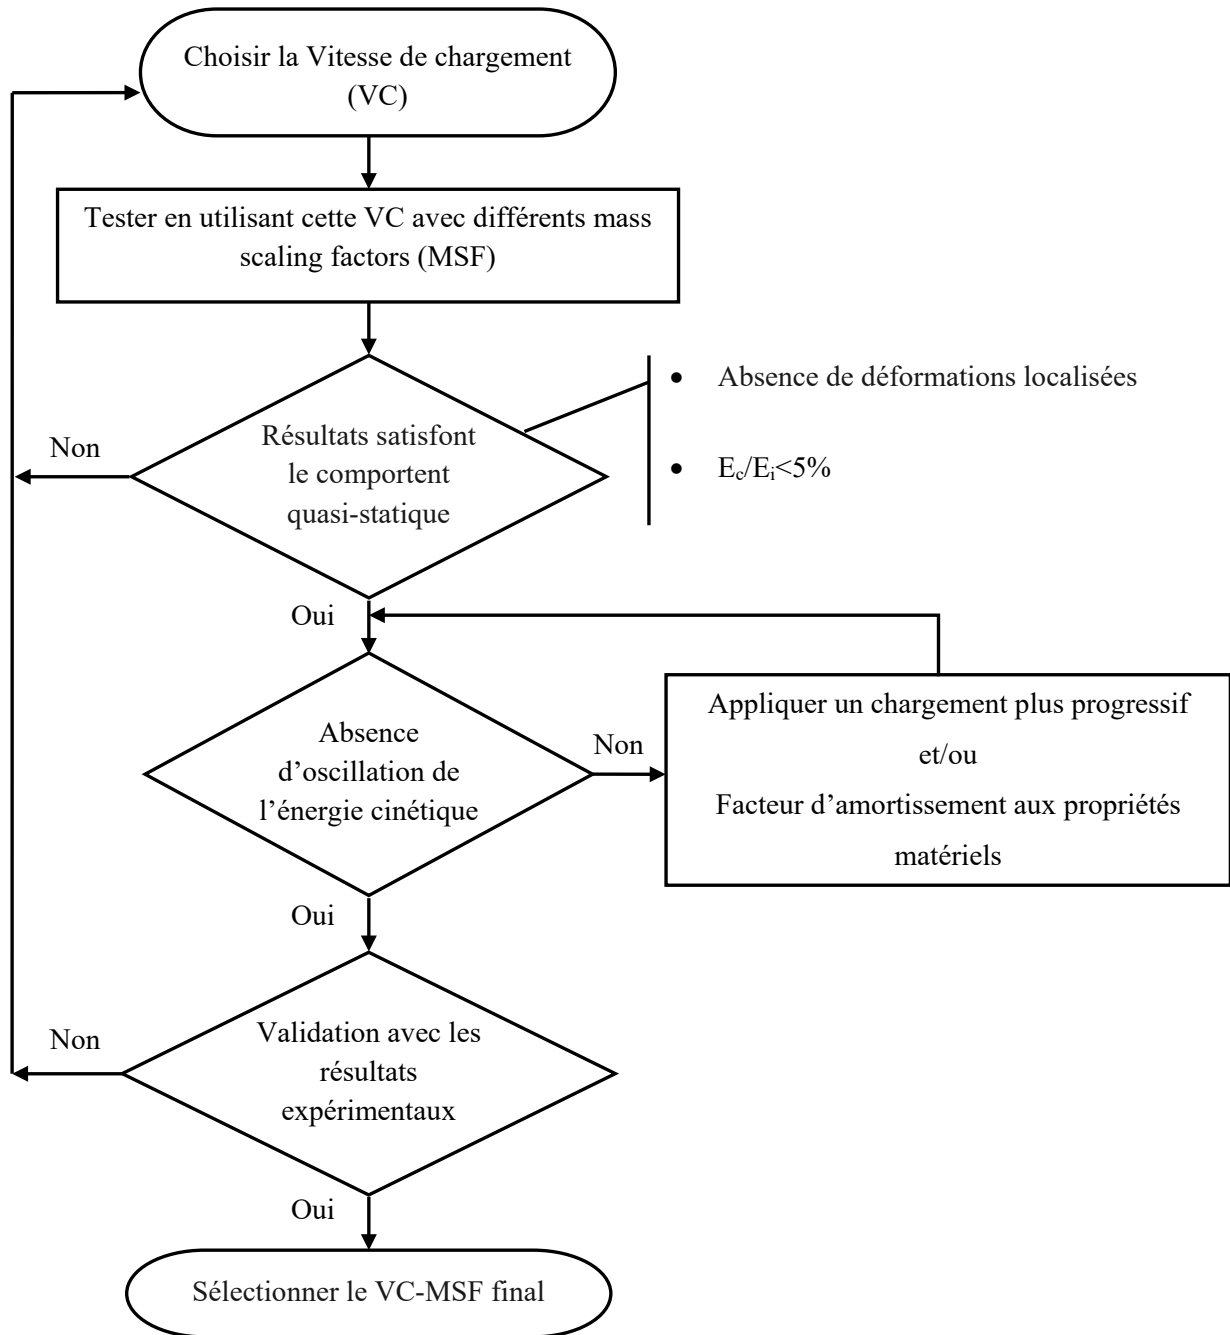 Choisir la Vitesse de chargement
(VC)
Tester en utilisant cette VC avec différents mass
scaling factors (MSF)
• Absence de déformations localisées
Non
Résultats satisfont
le comportent
quasi-statique
• Ec/Ei<5%
Oui
Absence
d’oscillation de
l’énergie cinétique
Non
Appliquer un chargement plus progressif
et/ou
Facteur d’amortissement aux propriétés
matériels
Oui
Non
Validation avec les
résultats
expérimentaux
Oui
Sélectionner le VC-MSF final